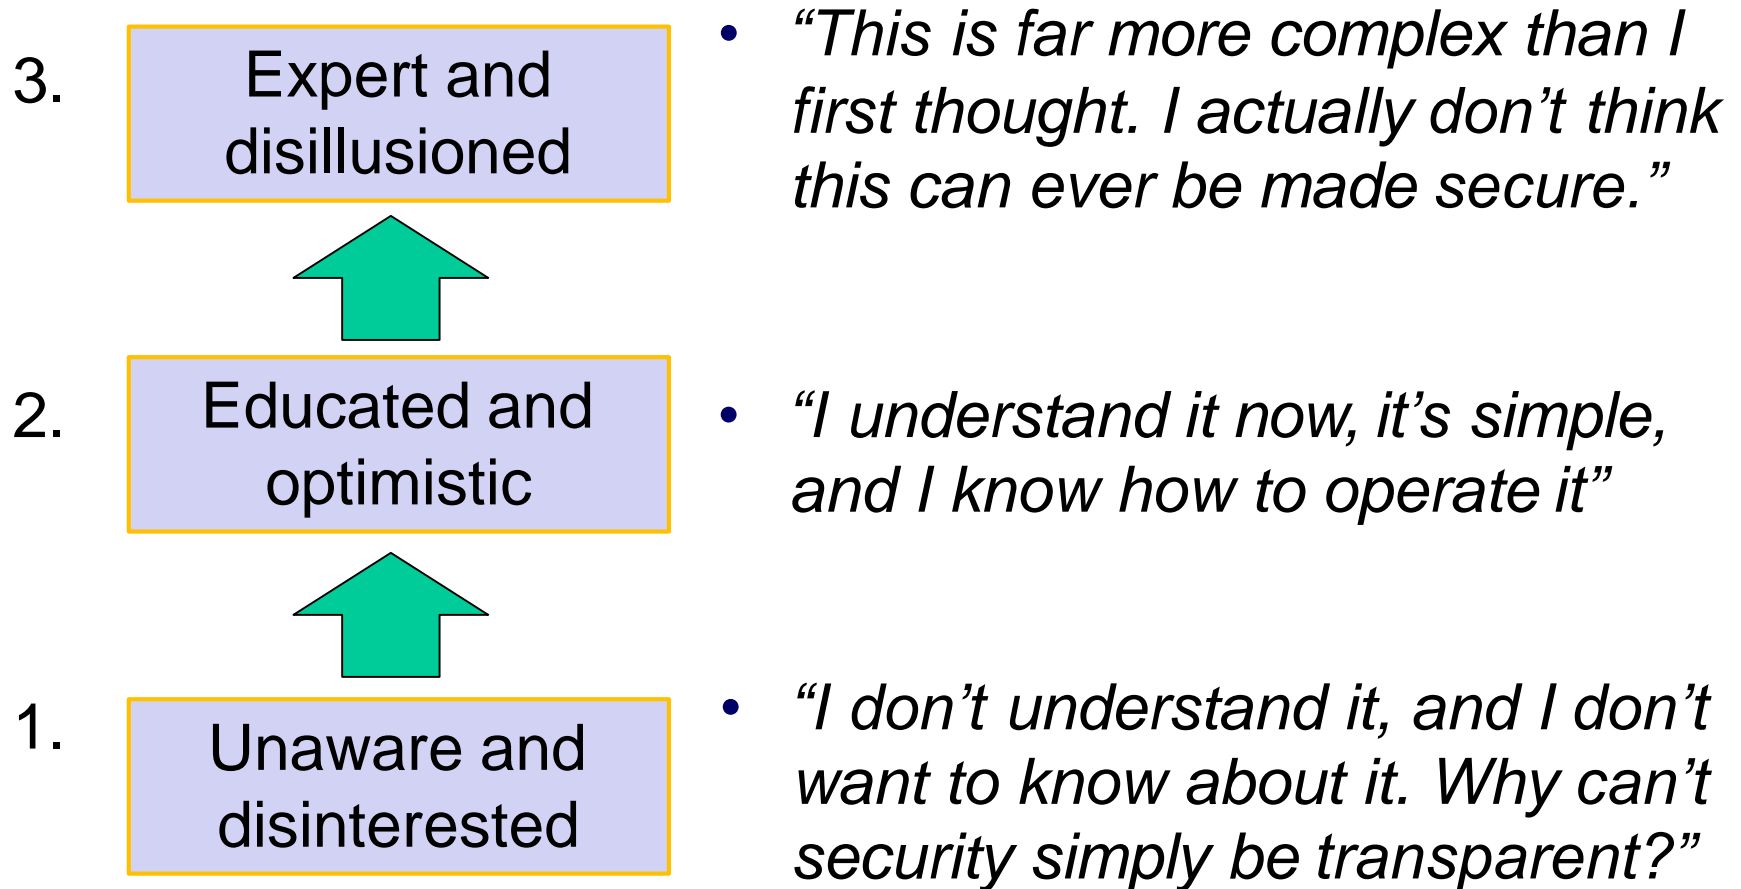 3.
Expert and
disillusioned
• “This is far more complex than I
first thought. I actually don’t think
this can ever be made secure.”
2.
Educated and
optimistic
• “I understand it now, it’s simple,
and I know how to operate it”
1.
Unaware and
disinterested
• “I don’t understand it, and I don’t
want to know about it. Why can’t
security simply be transparent?”